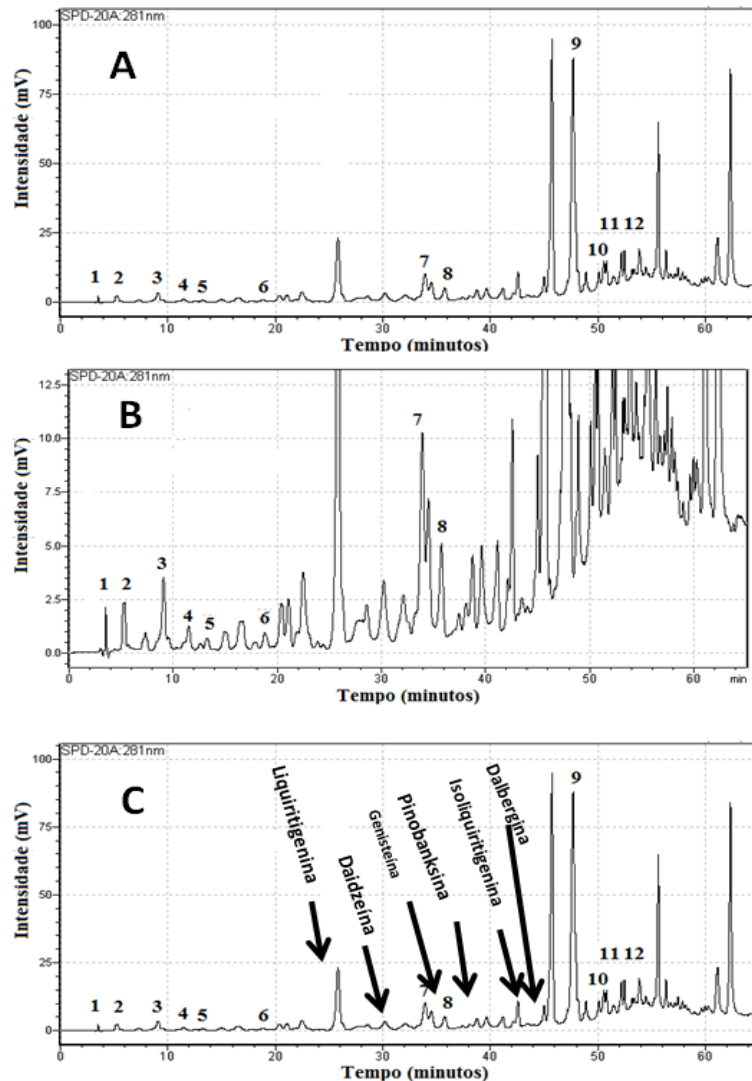 SPD-20A:281nm
A
Intensidade (mV)
100
75
50
25
0
1 2 3 4 5 6 7 8 9 10 11 12
0 10 20 30 40 50 60
Tempo (minutos)
SPD-20A:281nm
B
Intensidade (mV)
12.5
10.0
7.5
5.0
2.5
0.0
1 2 3 4 5 6 7 8
0 10 20 30 40 50 60 min
Tempo (minutos)
SPD-20A:281nm
C
Intensidade (mV)
100
75
50
25
0
Liquiritigenina
Daidzeína
Genisteína
Pinobanksina
Isoliquiritigenina
Dalbergina
1 2 3 4 5 6 7 8 9 10 11 12
0 10 20 30 40 50 60
Tempo (minutos)